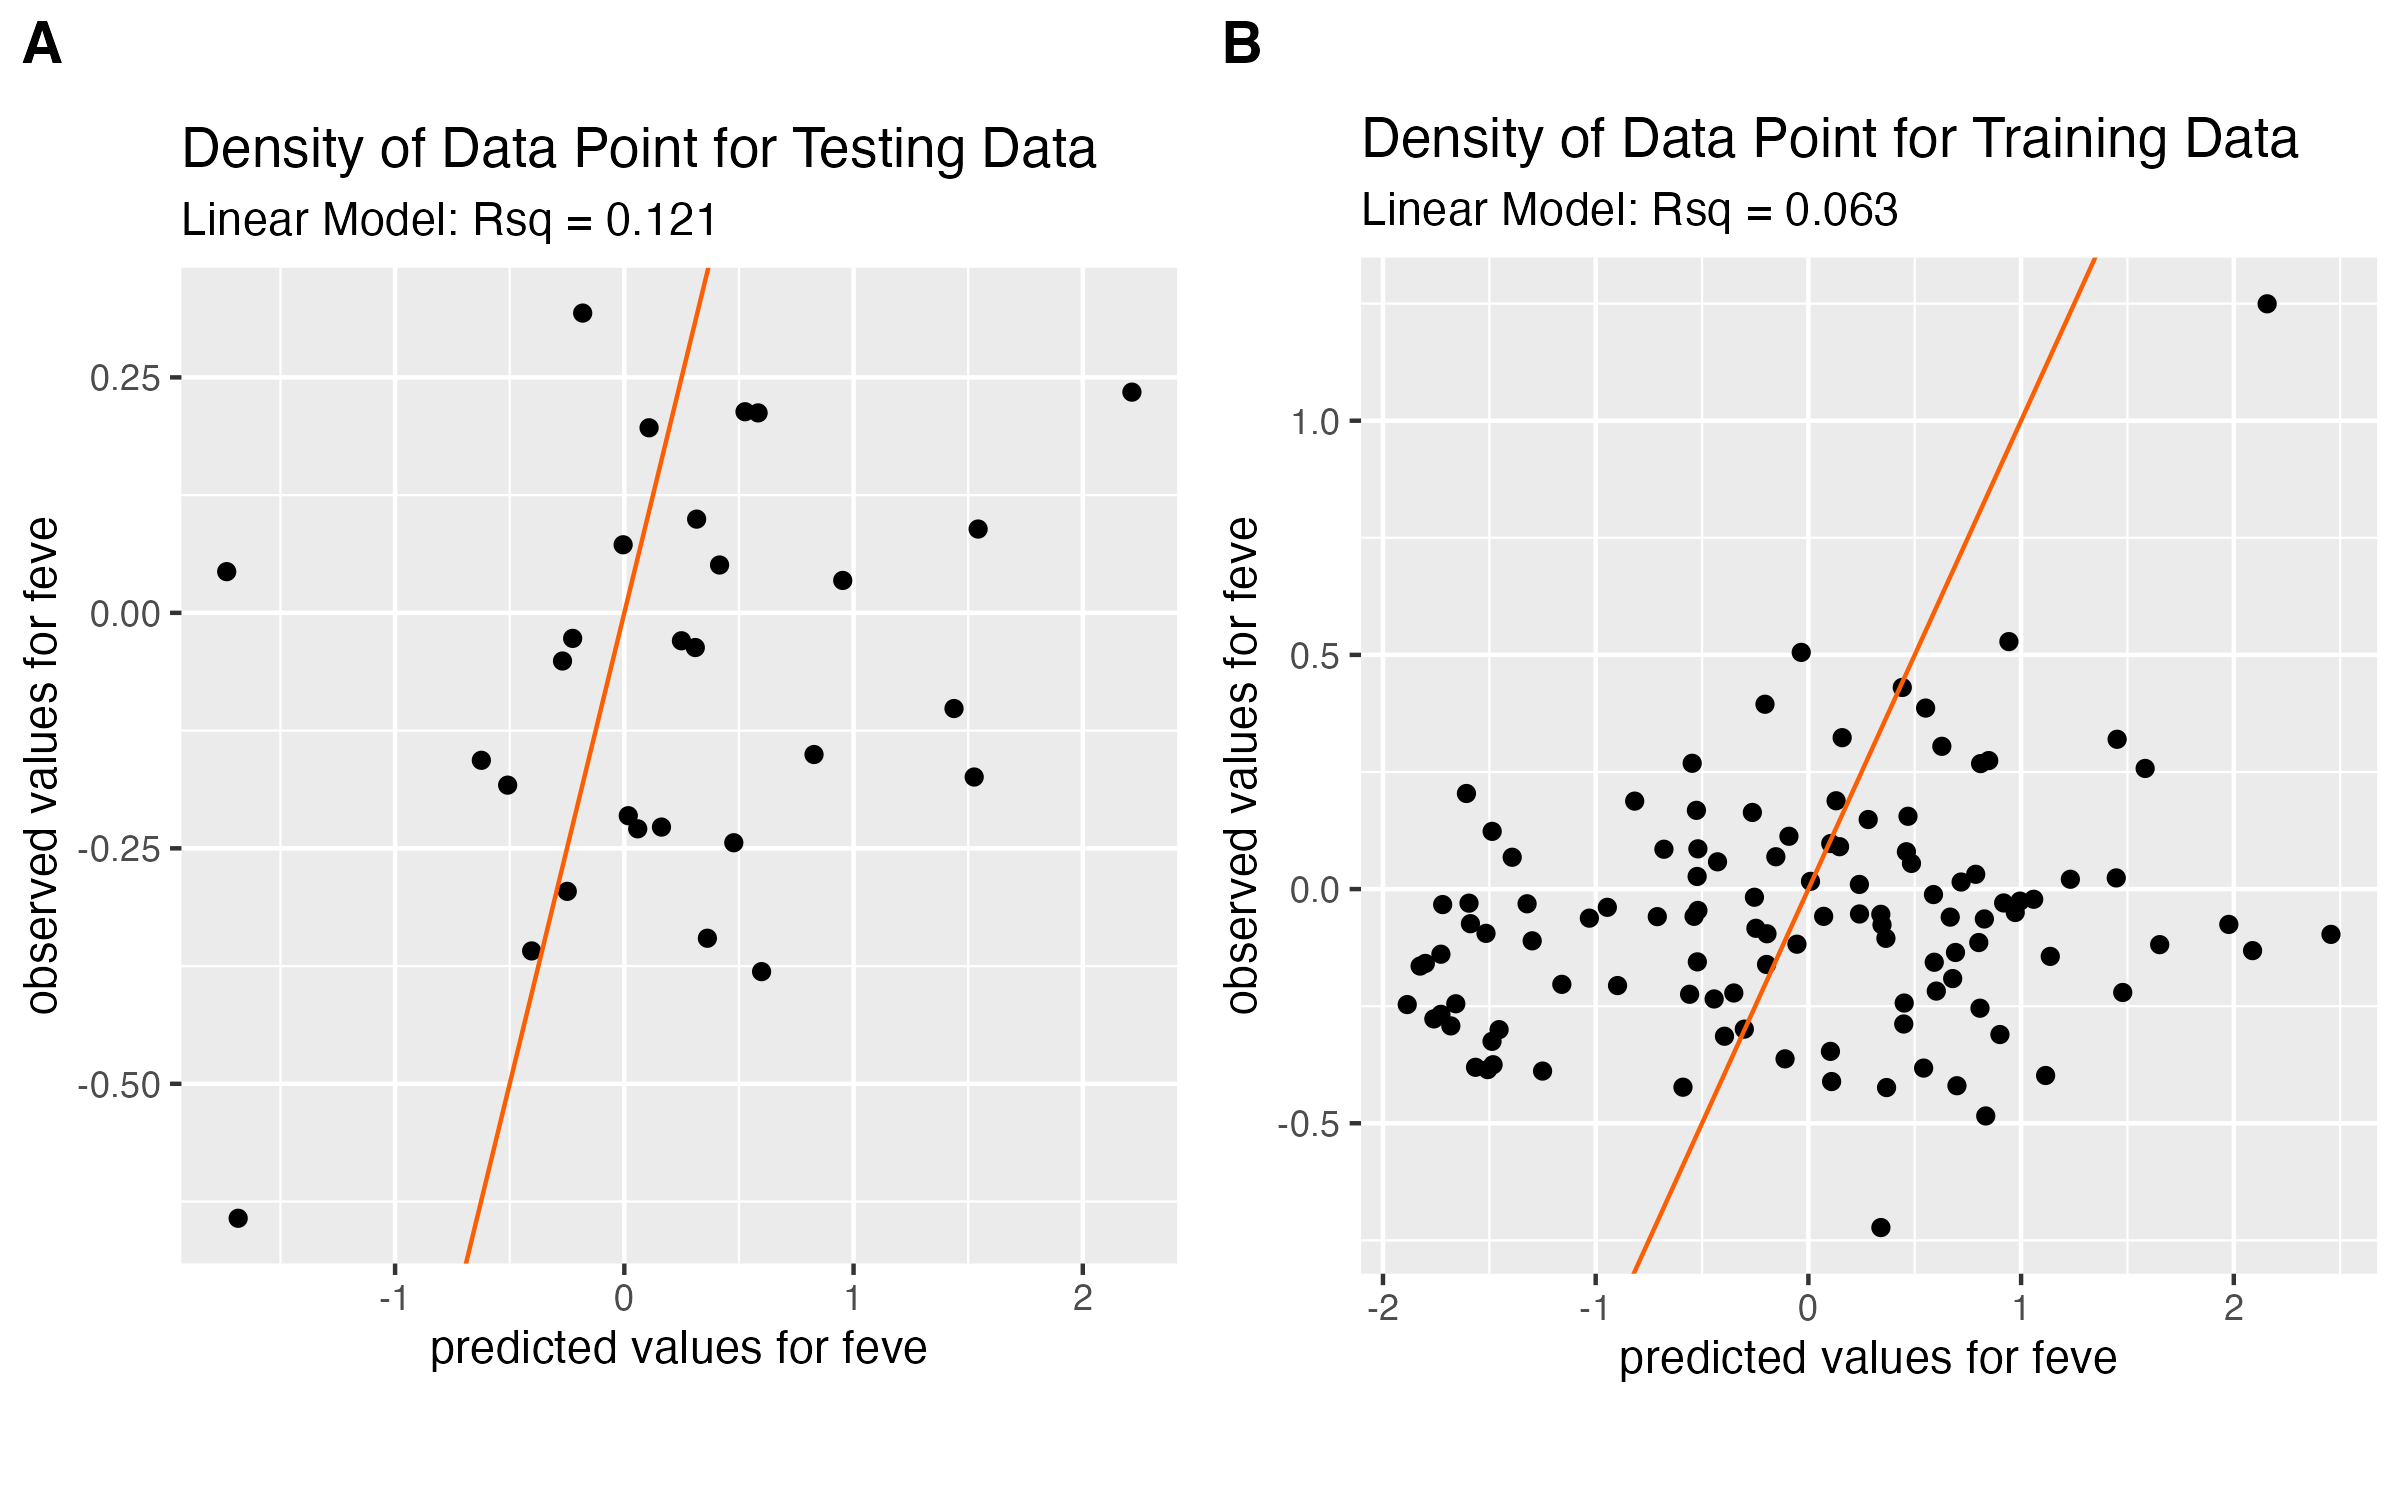 A
Density of Data Point for Testing Data
Linear Model: Rsq = 0.121
observed values for feve
0.25
0.00
-0.25
-0.50
-1 0 1 2
predicted values for feve
B
Density of Data Point for Training Data
Linear Model: Rsq = 0.063
observed values for feve
1.0
0.5
0.0
-0.5
-2 -1 0 1 2
predicted values for feve